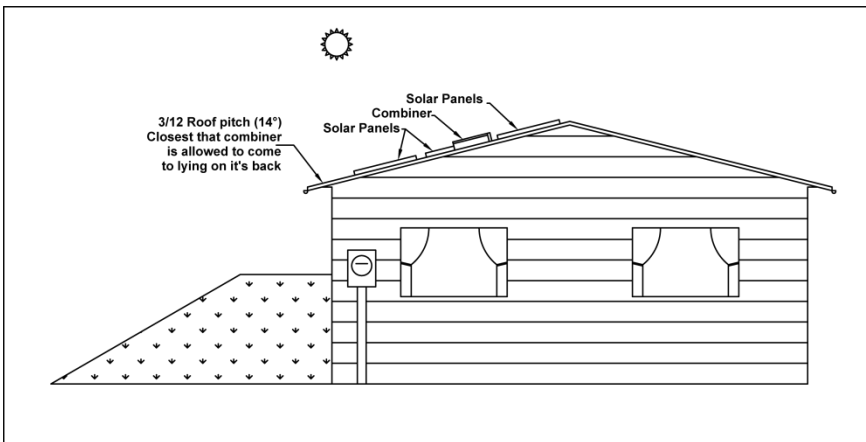 Solar Panels
Combiner
Solar Panels
3/12 Roof pitch (14°)
Closest that combiner
is allowed to come
to lying on it's back